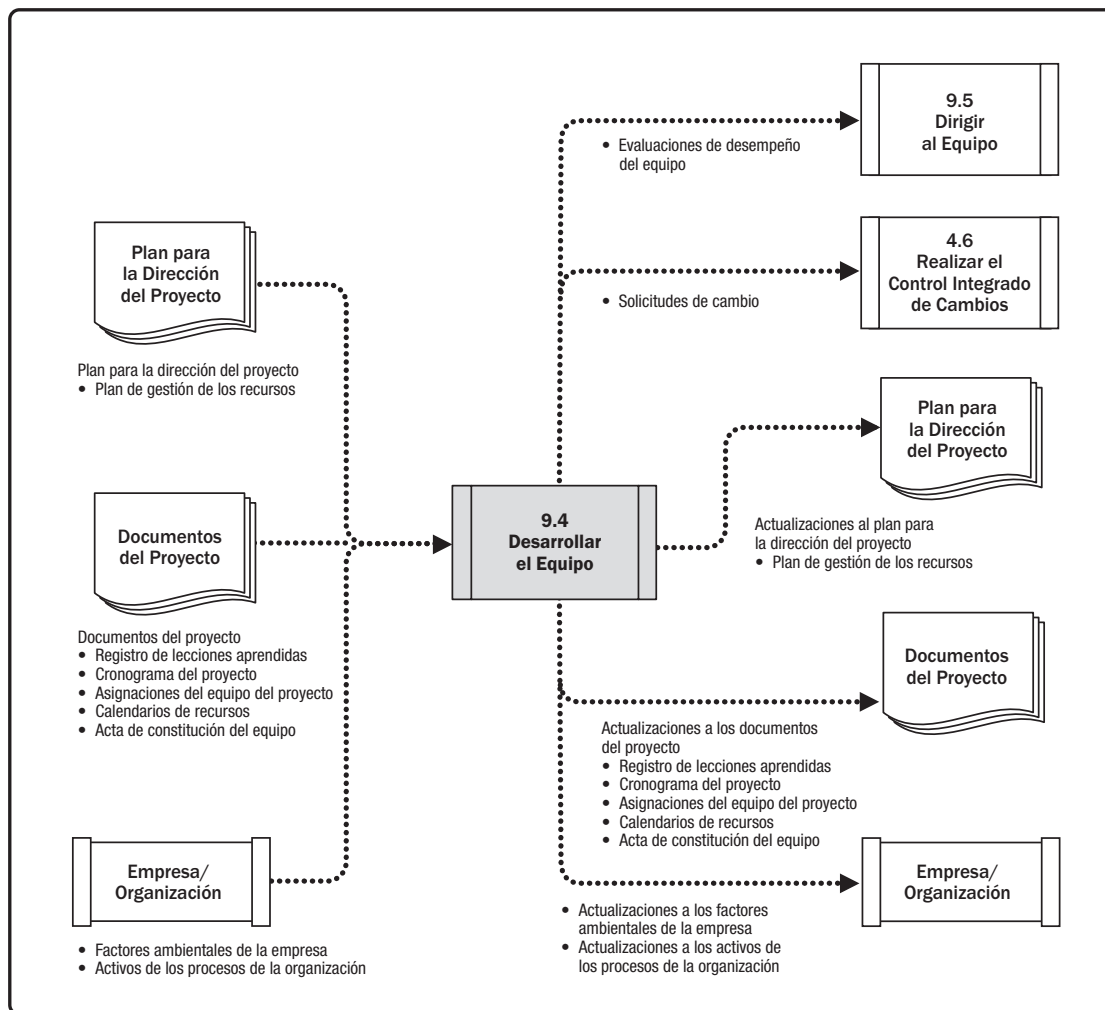 Plan para
la Dirección
del Proyecto
Plan para la dirección del proyecto
• Plan de gestión de los recursos
Documentos
del Proyecto
Documentos del proyecto
• Registro de lecciones aprendidas
• Cronograma del proyecto
• Asignaciones del equipo del proyecto
• Calendarios de recursos
• Acta de constitución del equipo
Empresa/
Organización
• Factores ambientales de la empresa
• Activos de los procesos de la organización
9.4
Desarrollar
el Equipo
9.5
Dirigir
al Equipo
• Evaluaciones de desempeño
del equipo
4.6
Realizar el
Control Integrado
de Cambios
• Solicitudes de cambio
Plan para
la Dirección
del Proyecto
Actualizaciones al plan para
la dirección del proyecto
• Plan de gestión de los recursos
Documentos
del Proyecto
Actualizaciones a los documentos
del proyecto
• Registro de lecciones aprendidas
• Cronograma del proyecto
• Asignaciones del equipo del proyecto
• Calendarios de recursos
• Acta de constitución del equipo
Empresa/
Organización
• Actualizaciones a los factores
ambientales de la empresa
• Actualizaciones a los activos de
los procesos de la organización